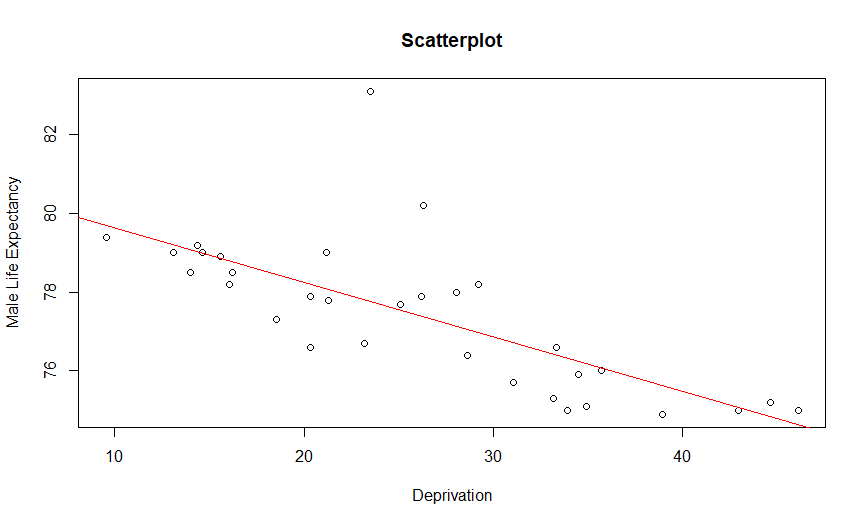 Scatterplot
82
80
78
76
Male Life Expectancy
10 20 30 40
Deprivation